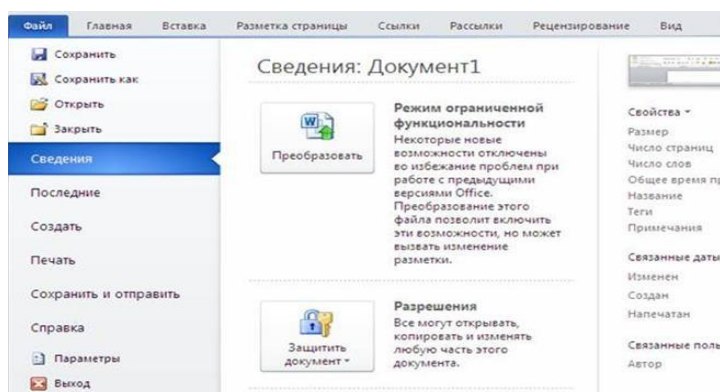 Файл Главная Вставка Разметка страницы Ссылки Рассылки Рецензирование Вид
Сохранить
Сохранить как
Открыть
Закрыть
Сведения
Последние
Создать
Печать
Сохранить и отправить
Справка
Параметры
Выход
Сведения: Документ1
Преобразовать
Режим ограниченной
функциональности
Некоторые новые
возможности отключены
во избежание проблем при
работе с предыдущими
версиями Office.
Преобразование этого
файла позволит включить
эти возможности, но может
вызвать изменение
разметки.
Защитить
документ
Разрешения
Все могут открывать,
копировать и изменять
любую часть этого
документа.
Свойства
Размер
Число страниц
Число слов
Общее время
Название
Теги
Примечания
Связанные даты
Изменен
Создан
Напечатан
Связанные
Автор